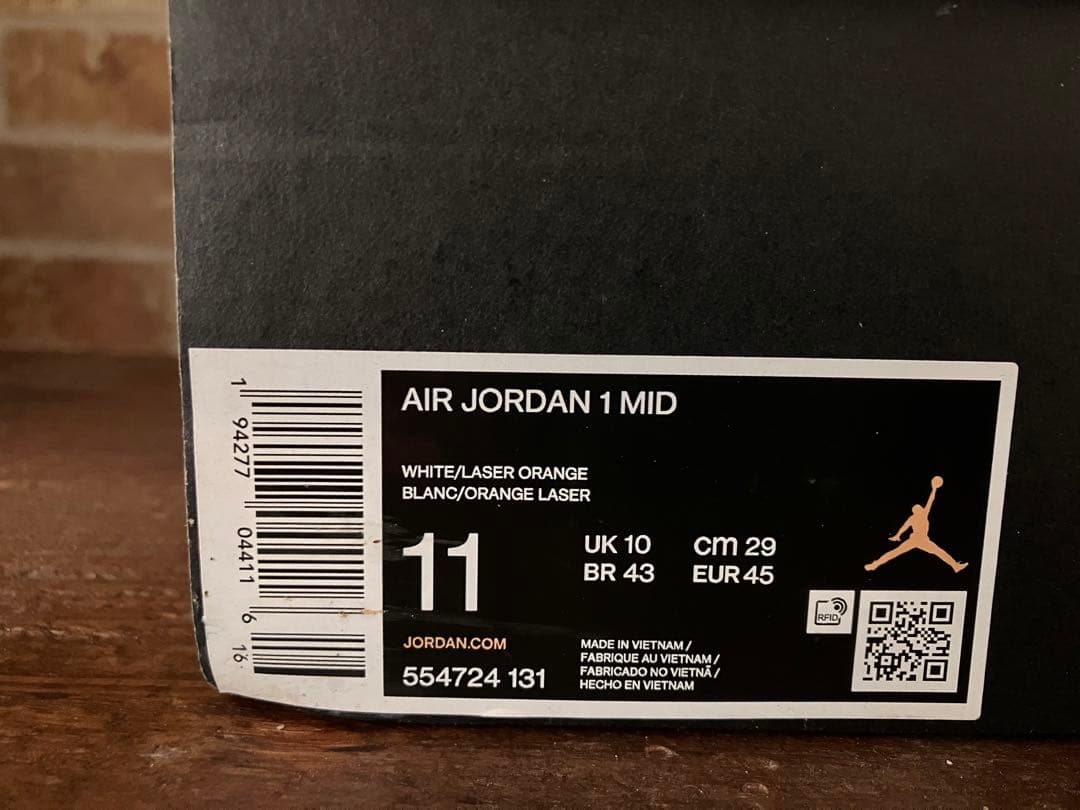 AIR JORDAN 1 MID
WHITE/LASER ORANGE
BLANC/ORANGE LASER
11
UK 10 CM 29
BR 43 EUR 45
JORDAN.COM
554724 131
MADE IN VIETNAM /
FABRIQUE AU VIETNAM /
FABRICADO NO VIETNÃ /
HECHO EN VIETNAM
RFID
1 94277 04411 6 16